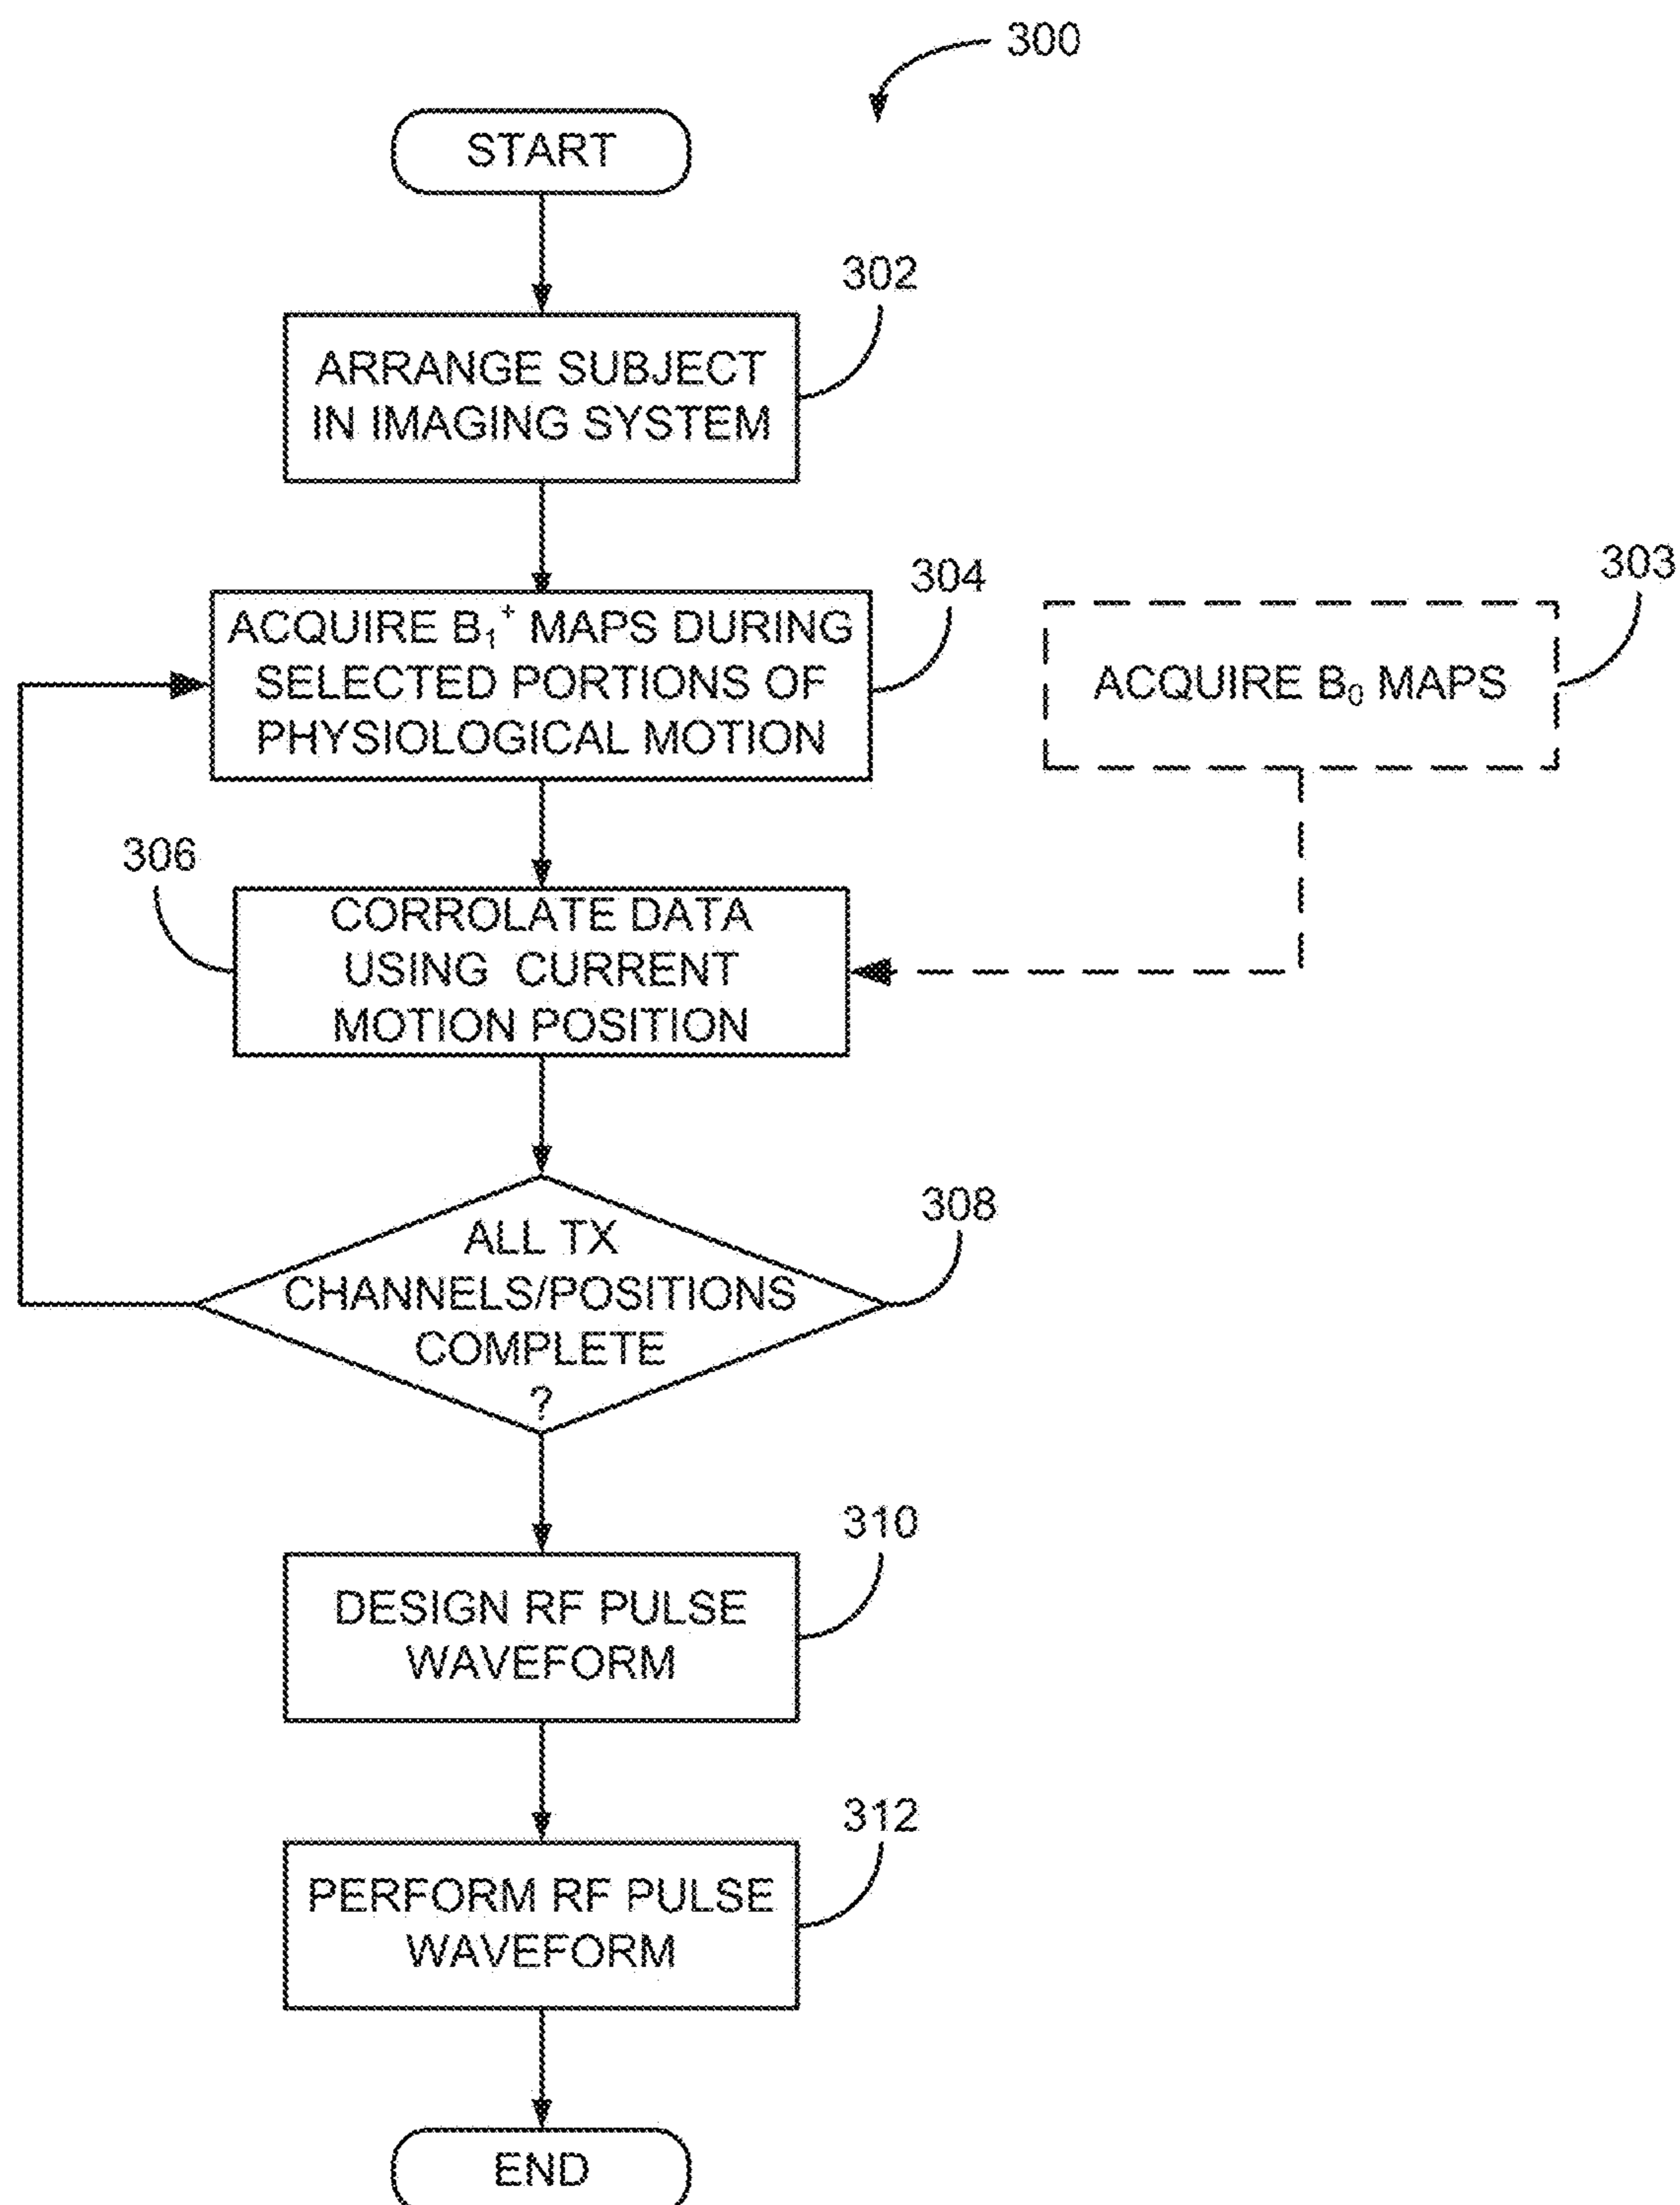 300
START
302
ARRANGE SUBJECT
IN IMAGING SYSTEM
304
ACQUIRE B₁⁺ MAPS DURING
SELECTED PORTIONS OF
PHYSIOLOGICAL MOTION
303
ACQUIRE B₀ MAPS
306
CORROLATE DATA
USING CURRENT
MOTION POSITION
308
ALL TX
CHANNELS/POSITIONS
COMPLETE
?
310
DESIGN RF PULSE
WAVEFORM
312
PERFORM RF PULSE
WAVEFORM
END